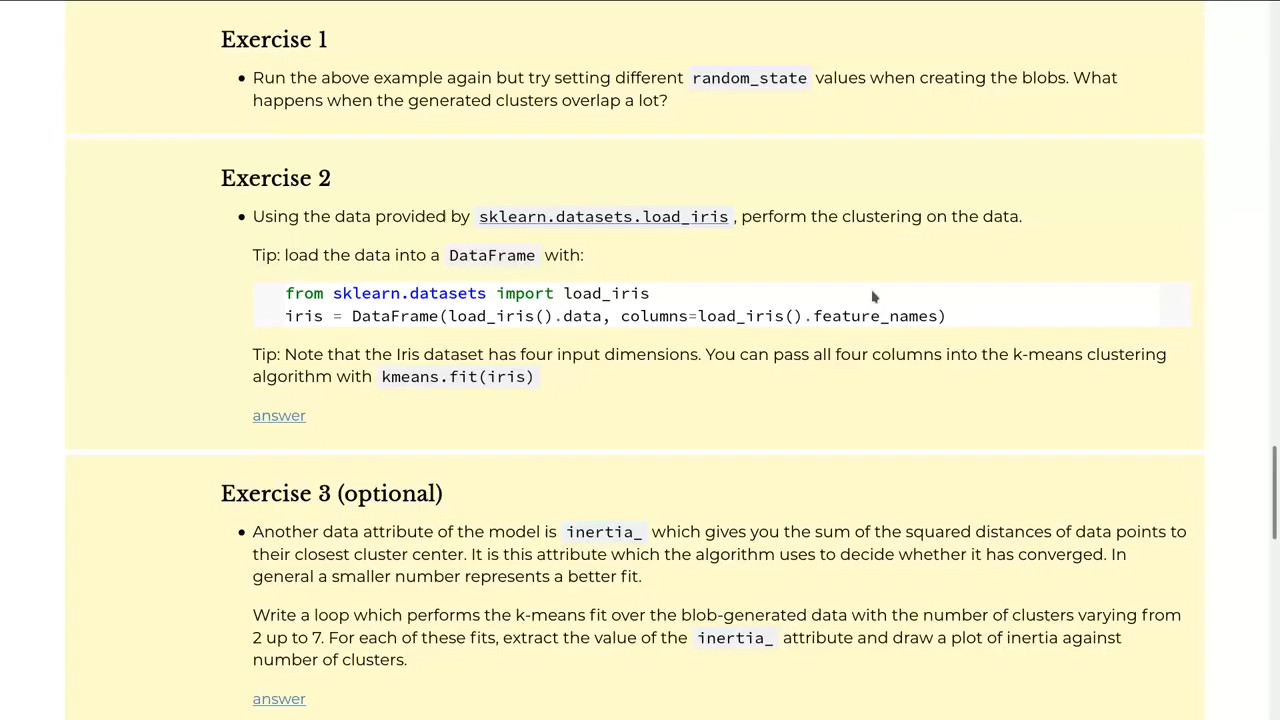 Exercise 1
• Run the above example again but try setting different random_state values when creating the blobs. What
happens when the generated clusters overlap a lot?
Exercise 2
• Using the data provided by sklearn.datasets.load_iris, perform the clustering on the data.
Tip: load the data into a DataFrame with:
from sklearn.datasets import load_iris
iris = DataFrame(load_iris().data, columns=load_iris().feature_names)
Tip: Note that the Iris dataset has four input dimensions. You can pass all four columns into the k-means clustering
algorithm with kmeans.fit(iris)
answer
Exercise 3 (optional)
• Another data attribute of the model is inertia_ which gives you the sum of the squared distances of data points to
their closest cluster center. It is this attribute which the algorithm uses to decide whether it has converged. In
general a smaller number represents a better fit.
Write a loop which performs the k-means fit over the blob-generated data with the number of clusters varying from
2 up to 7. For each of these fits, extract the value of the inertia_ attribute and draw a plot of inertia against
number of clusters.
answer